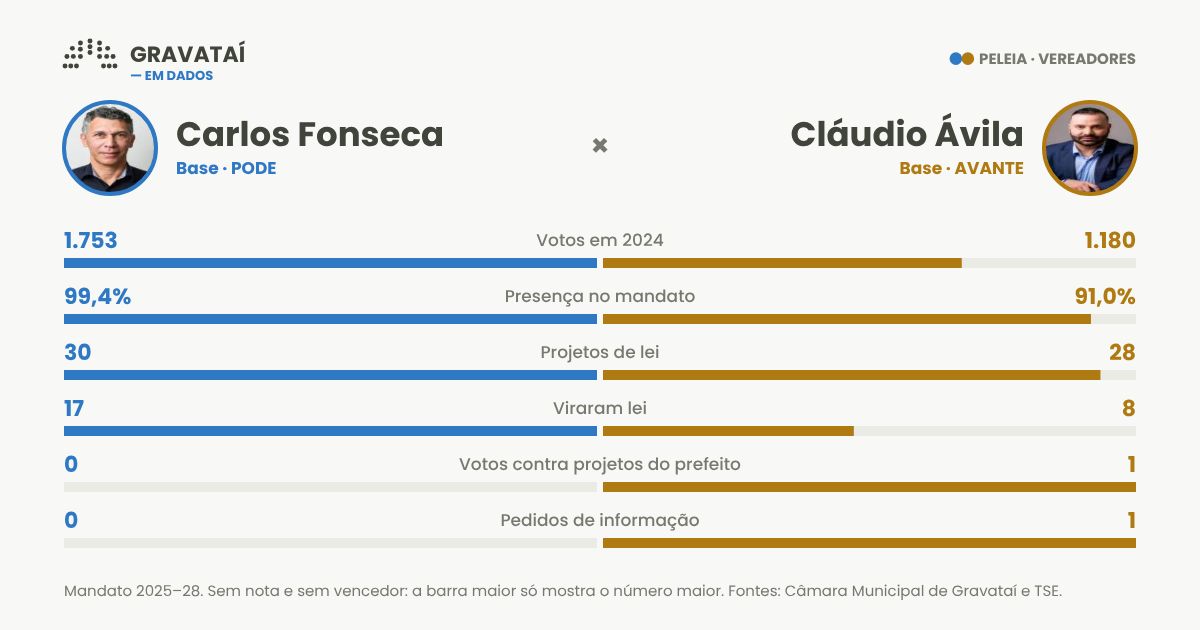 GRAVATAÍ
— EM DADOS
PELEIA · VEREADORES
Carlos Fonseca
Base · PODE
×
Cláudio Ávila
Base · AVANTE
1.753 Votos em 2024 1.180
99,4% Presença no mandato 91,0%
30 Projetos de lei 28
17 Viraram lei 8
0 Votos contra projetos do prefeito 1
0 Pedidos de informação 1
Mandato 2025–28. Sem nota e sem vencedor: a barra maior só mostra o número maior. Fontes: Câmara Municipal de Gravataí e TSE.